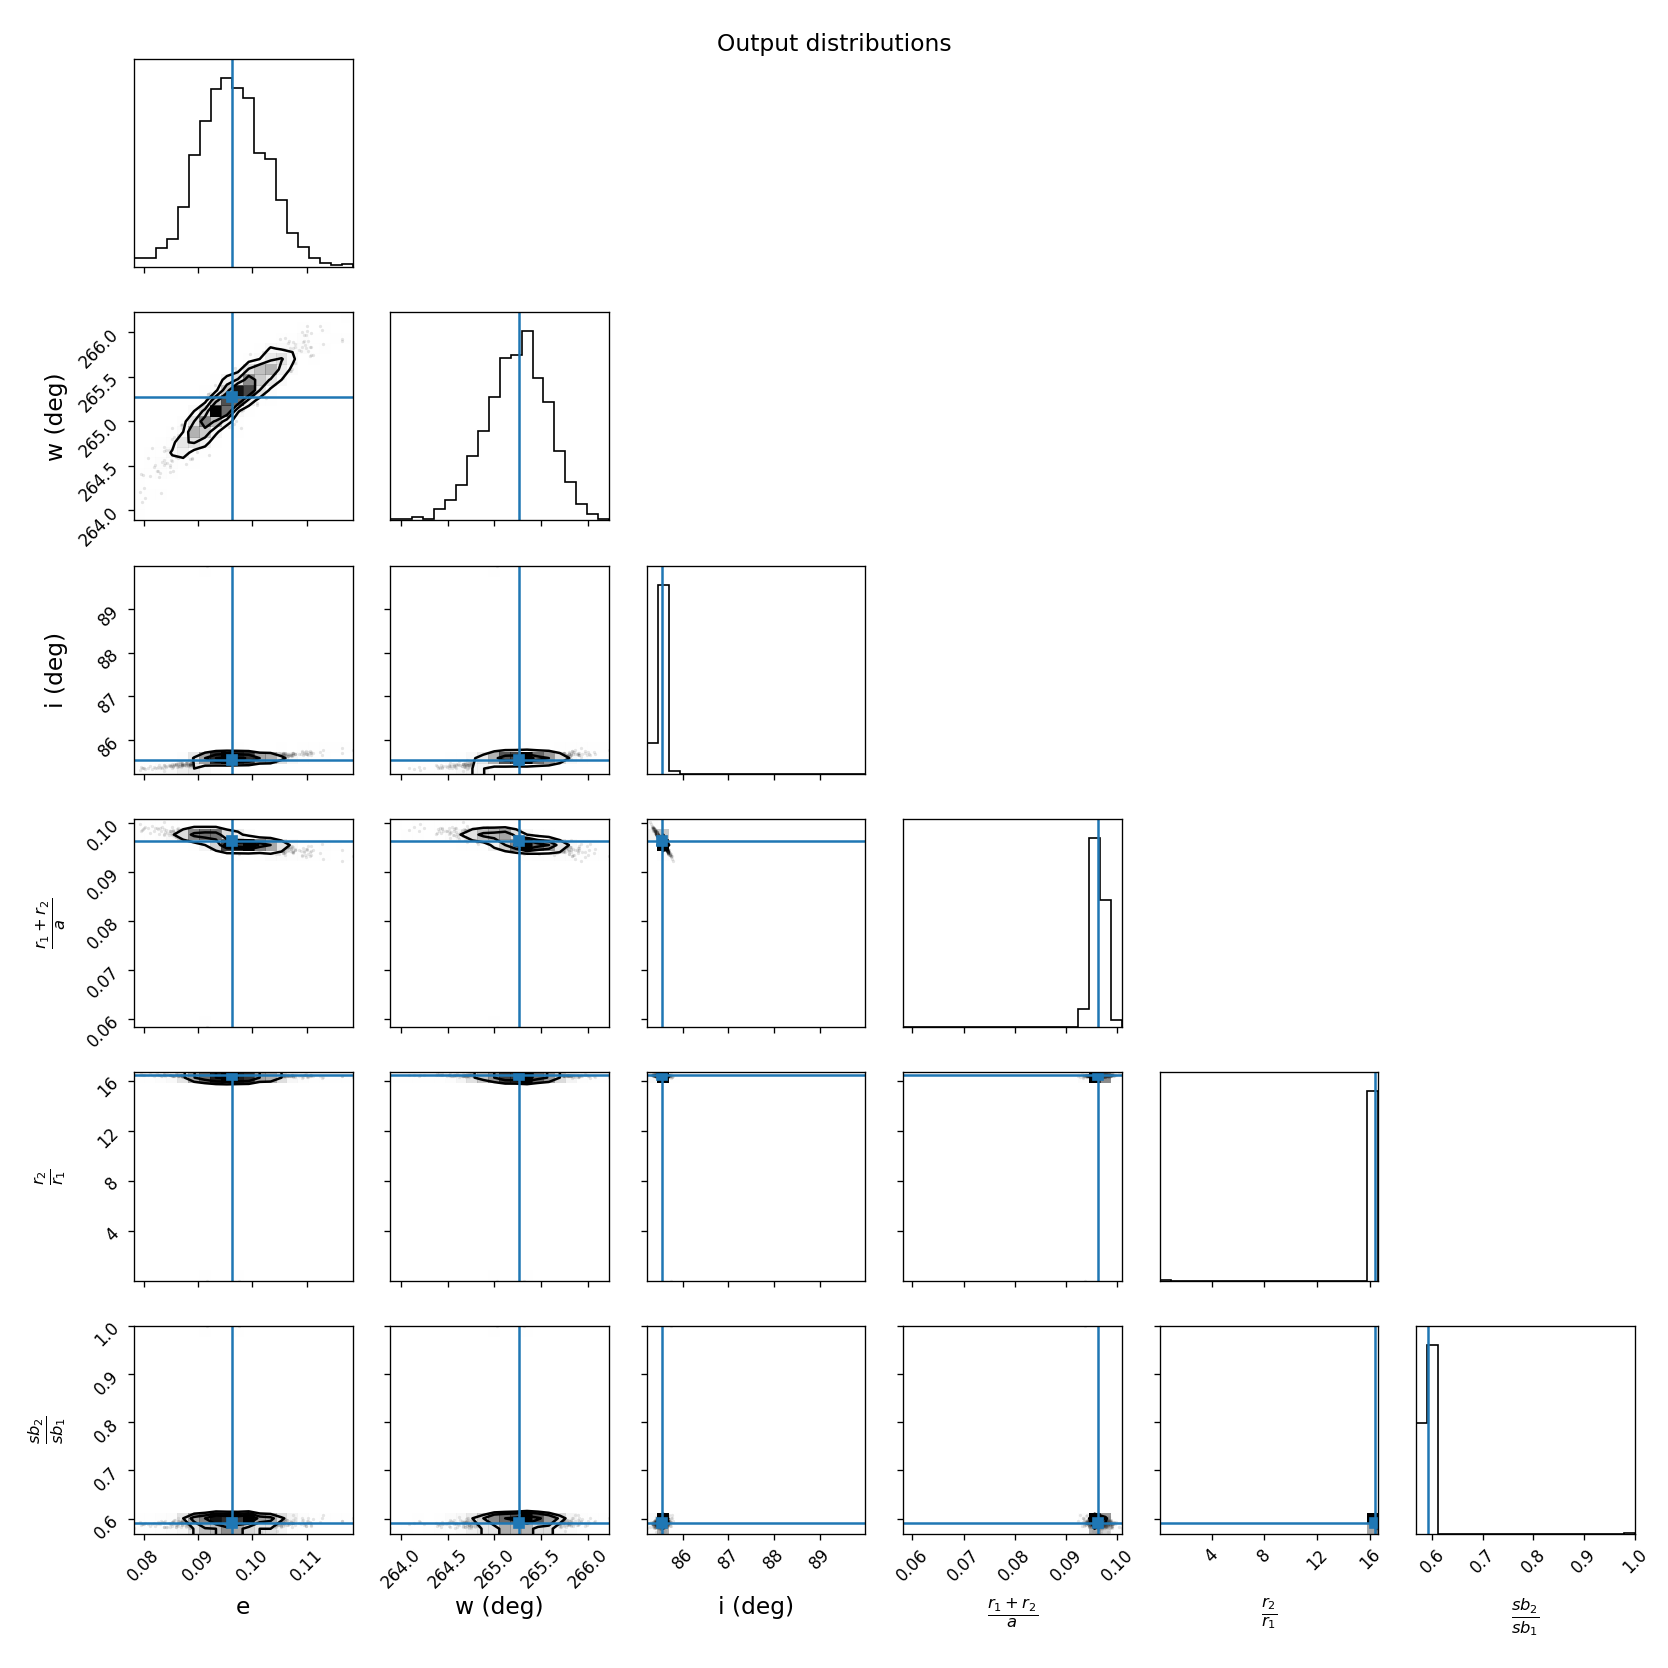 Output distributions
w (deg)
266.0
265.5
265.0
264.5
264.0
i (deg)
89
88
87
86
r1 + r2
a
0.10
0.09
0.08
0.07
0.06
r2
r1
16
12
8
4
sb2
sb1
1.0
0.9
0.8
0.7
0.6
0.08 0.09 0.10 0.11
264.0 264.5 265.0 265.5 266.0
86 87 88 89
0.06 0.07 0.08 0.09 0.10
4 8 12 16
0.6 0.7 0.8 0.9 1.0
e
w (deg)
i (deg)
r1 + r2
a
r2
r1
sb2
sb1